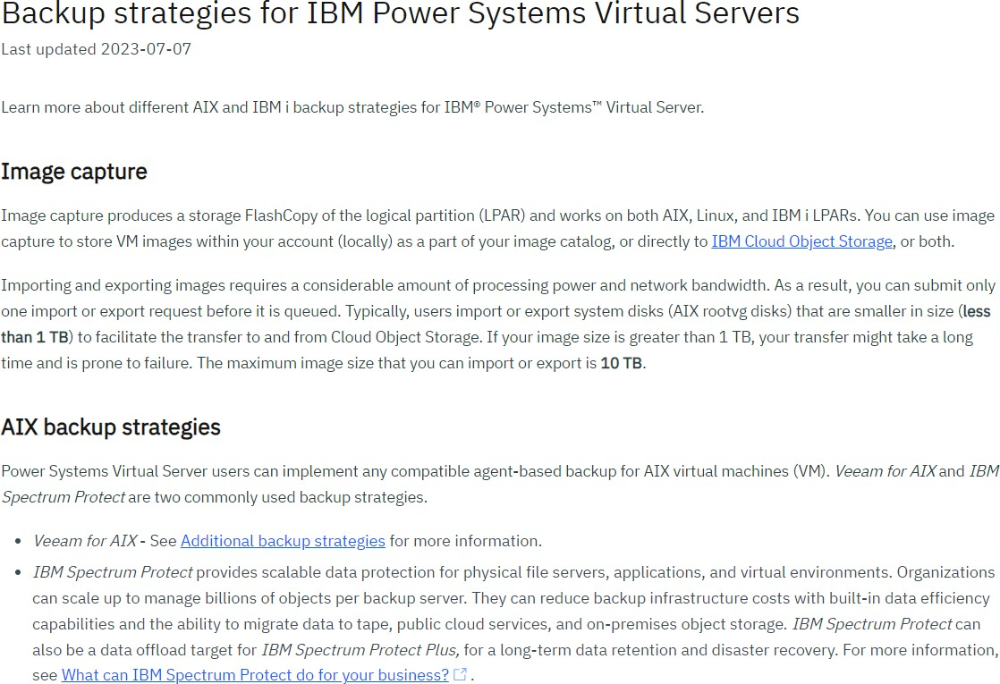 Backup strategies for IBM Power Systems Virtual Servers
Last updated 2023-07-07
Learn more about different AIX and IBM i backup strategies for IBM® Power Systems™ Virtual Server.
Image capture
Image capture produces a storage FlashCopy of the logical partition (LPAR) and works on both AIX, Linux, and IBM i LPARs. You can use image
capture to store VM images within your account (locally) as a part of your image catalog, or directly to IBM Cloud Object Storage, or both.
Importing and exporting images requires a considerable amount of processing power and network bandwidth. As a result, you can submit only
one import or export request before it is queued. Typically, users import or export system disks (AIX rootvg disks) that are smaller in size (less
than 1 TB) to facilitate the transfer to and from Cloud Object Storage. If your image size is greater than 1 TB, your transfer might take a long
time and is prone to failure. The maximum image size that you can import or export is 10 TB.
AIX backup strategies
Power Systems Virtual Server users can implement any compatible agent-based backup for AIX virtual machines (VM). Veeam for AIX and IBM
Spectrum Protect are two commonly used backup strategies.
• Veeam for AIX - See Additional backup strategies for more information.
• IBM Spectrum Protect provides scalable data protection for physical file servers, applications, and virtual environments. Organizations
can scale up to manage billions of objects per backup server. They can reduce backup infrastructure costs with built-in data efficiency
capabilities and the ability to migrate data to tape, public cloud services, and on-premises object storage. IBM Spectrum Protect can
also be a data offload target for IBM Spectrum Protect Plus, for a long-term data retention and disaster recovery. For more information,
see What can IBM Spectrum Protect do for your business? .